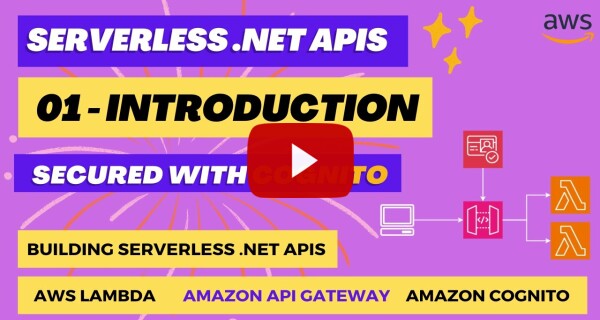 SERVERLESS .NET APIS
aws
01 - INTRODUCTION
SECURED WITH COGNITO
BUILDING SERVERLESS .NET APIS
AWS LAMBDA AMAZON API GATEWAY AMAZON COGNITO